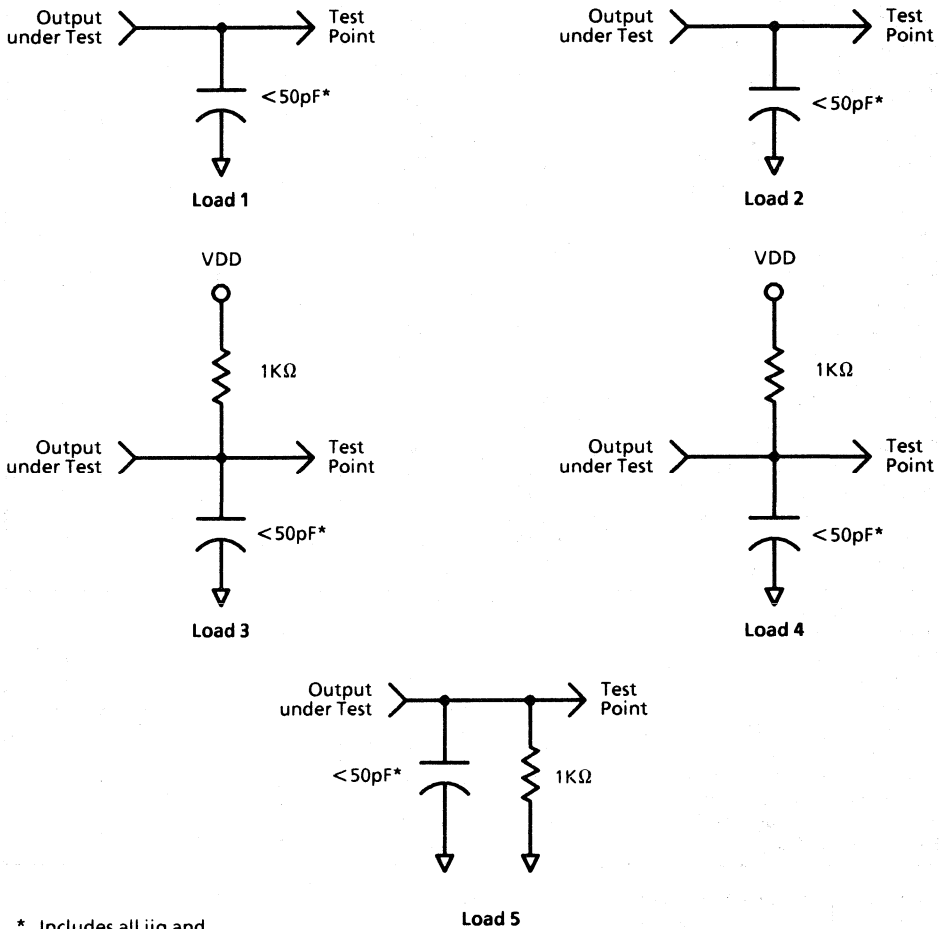 Output
under Test
Test
Point
<50pF*
Load 1
Output
under Test
Test
Point
<50pF*
Load 2
VDD
1KΩ
Output
under Test
Test
Point
<50pF*
Load 3
VDD
1KΩ
Output
under Test
Test
Point
<50pF*
Load 4
Output
under Test
Test
Point
<50pF*
1KΩ
Load 5
* Includes all jig and